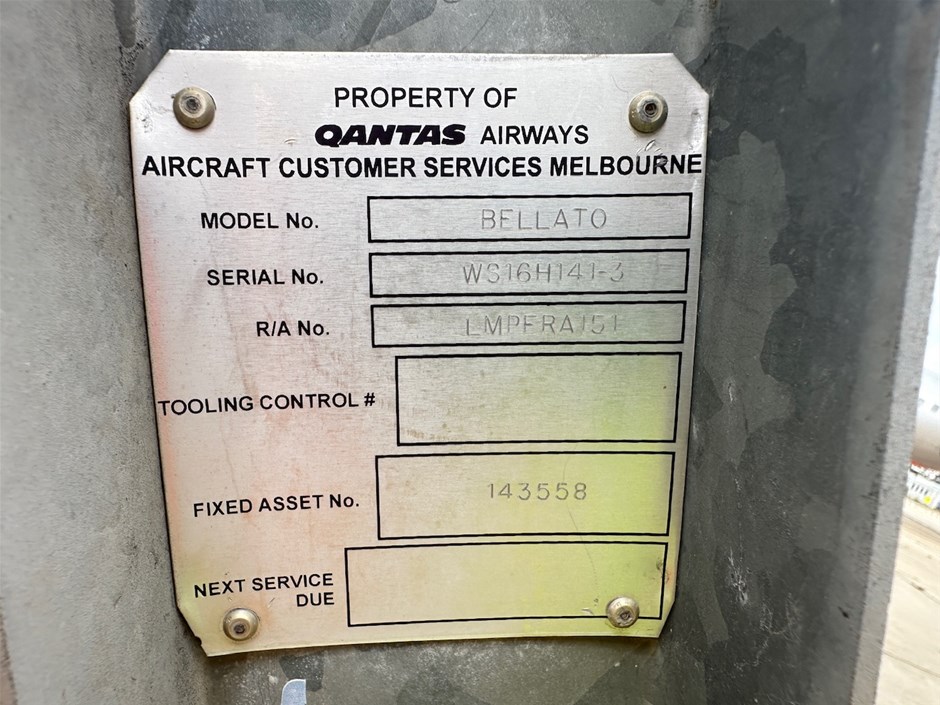 PROPERTY OF
QANTAS AIRWAYS
AIRCRAFT CUSTOMER SERVICES MELBOURNE
MODEL No. BELLATO
SERIAL No. WS16H141-3
R/A No. LMPFRA151
TOOLING CONTROL #
FIXED ASSET No. 143558
NEXT SERVICE
DUE